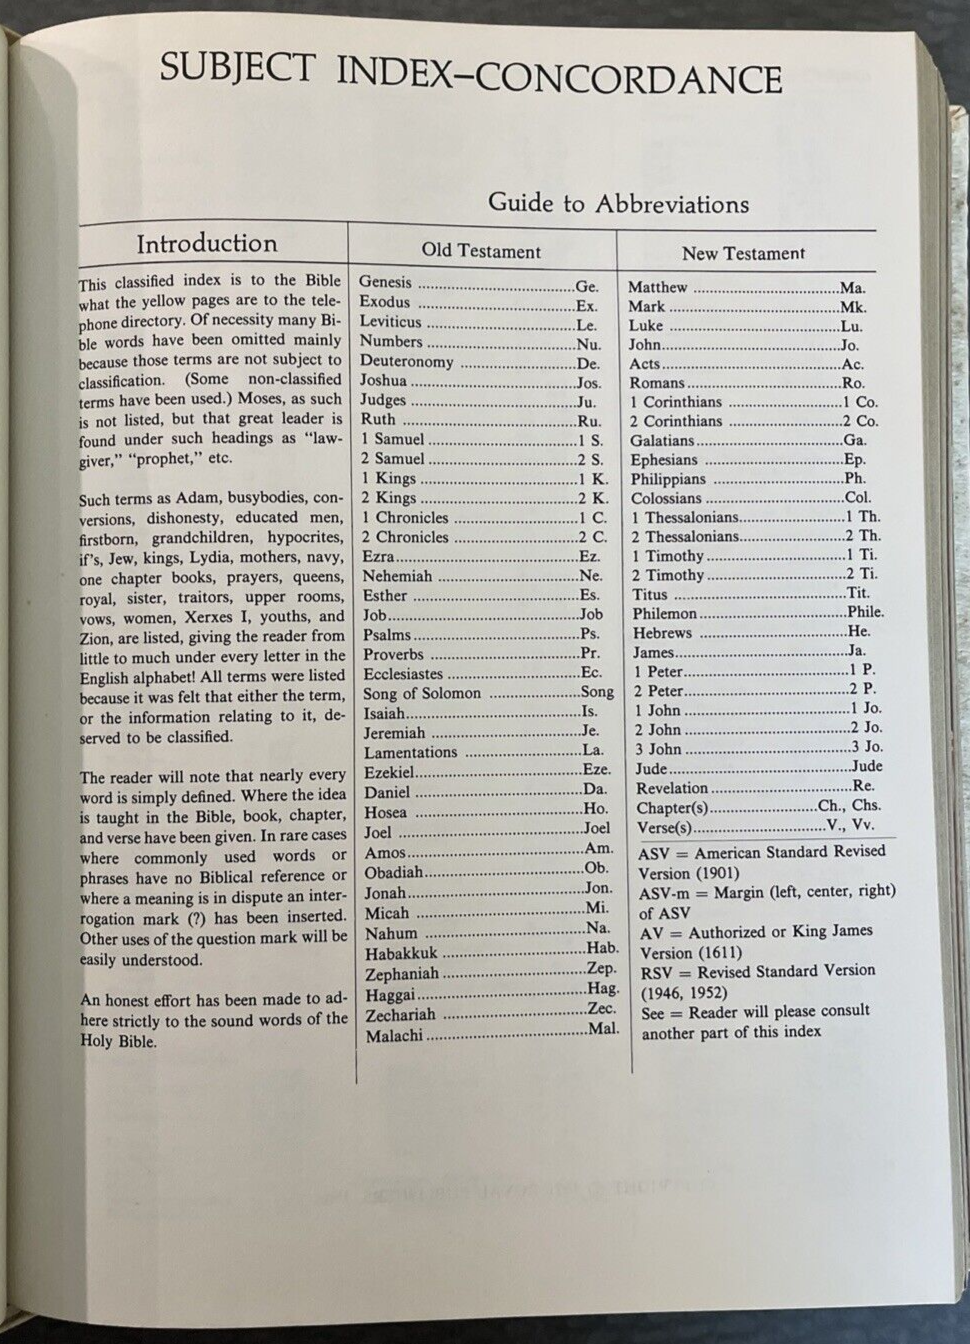 SUBJECT INDEX–CONCORDANCE
Guide to Abbreviations
Introduction
This classified index is to the Bible
what the yellow pages are to the tele-
phone directory. Of necessity many Bi-
ble words have been omitted mainly
because those terms are not subject to
classification. (Some non-classified
terms have been used.) Moses, as such
is not listed, but that great leader is
found under such headings as “law-
giver,” “prophet,” etc.
Such terms as Adam, busybodies, con-
versions, dishonesty, educated men,
firstborn, grandchildren, hypocrites,
if’s, Jew, kings, Lydia, mothers, navy,
one chapter books, prayers, queens,
royal, sister, traitors, upper rooms,
vows, women, Xerxes I, youths, and
Zion, are listed, giving the reader from
little to much under every letter in the
English alphabet! All terms were listed
because it was felt that either the term,
or the information relating to it, de-
served to be classified.
The reader will note that nearly every
word is simply defined. Where the idea
is taught in the Bible, book, chapter,
and verse have been given. In rare cases
where commonly used words or
phrases have no Biblical reference or
where a meaning is in dispute an inter-
rogation mark (?) has been inserted.
Other uses of the question mark will be
easily understood.
An honest effort has been made to ad-
here strictly to the sound words of the
Holy Bible.
Old Testament
Genesis ....................Ge.
Exodus ....................Ex.
Leviticus ....................Le.
Numbers ....................Nu.
Deuteronomy ....................De.
Joshua ....................Jos.
Judges ....................Ju.
Ruth ....................Ru.
1 Samuel ....................1 S.
2 Samuel ....................2 S.
1 Kings ....................1 K.
2 Kings ....................2 K.
1 Chronicles ....................1 C.
2 Chronicles ....................2 C.
Ezra....................Ez.
Nehemiah ....................Ne.
Esther ....................Es.
Job....................Job
Psalms....................Ps.
Proverbs ....................Pr.
Ecclesiastes ....................Ec.
Song of Solomon ....................Song
Isaiah....................Is.
Jeremiah ....................Je.
Lamentations ....................La.
Ezekiel....................Eze.
Daniel ....................Da.
Hosea ....................Ho.
Joel ....................Joel
Amos....................Am.
Obadiah....................Ob.
Jonah....................Jon.
Micah ....................Mi.
Nahum ....................Na.
Habakkuk ....................Hab.
Zephaniah ....................Zep.
Haggai....................Hag.
Zechariah ....................Zec.
Malachi ....................Mal.
New Testament
Matthew ....................Ma.
Mark ....................Mk.
Luke ....................Lu.
John....................Jo.
Acts....................Ac.
Romans....................Ro.
1 Corinthians ....................1 Co.
2 Corinthians ....................2 Co.
Galatians....................Ga.
Ephesians ....................Ep.
Philippians ....................Ph.
Colossians ....................Col.
1 Thessalonians....................1 Th.
2 Thessalonians....................2 Th.
1 Timothy....................1 Ti.
2 Timothy....................2 Ti.
Titus ....................Tit.
Philemon....................Phile.
Hebrews ....................He.
James....................Ja.
1 Peter....................1 P.
2 Peter....................2 P.
1 John ....................1 Jo.
2 John ....................2 Jo.
3 John ....................3 Jo.
Jude....................Jude
Revelation ....................Re.
Chapter(s)....................Ch., Chs.
Verse(s)....................V., Vv.
ASV = American Standard Revised
Version (1901)
ASV-m = Margin (left, center, right)
of ASV
AV = Authorized or King James
Version (1611)
RSV = Revised Standard Version
(1946, 1952)
See = Reader will please consult
another part of this index